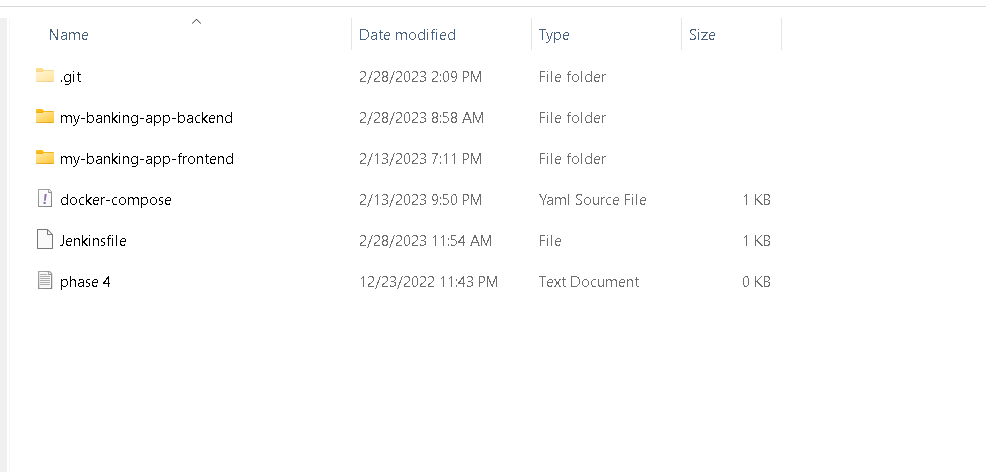 Name Date modified Type Size
.git 2/28/2023 2:09 PM File folder
my-banking-app-backend 2/28/2023 8:58 AM File folder
my-banking-app-frontend 2/13/2023 7:11 PM File folder
docker-compose 2/13/2023 9:50 PM Yaml Source File 1 KB
Jenkinsfile 2/28/2023 11:54 AM File 1 KB
phase 4 12/23/2022 11:43 PM Text Document 0 KB